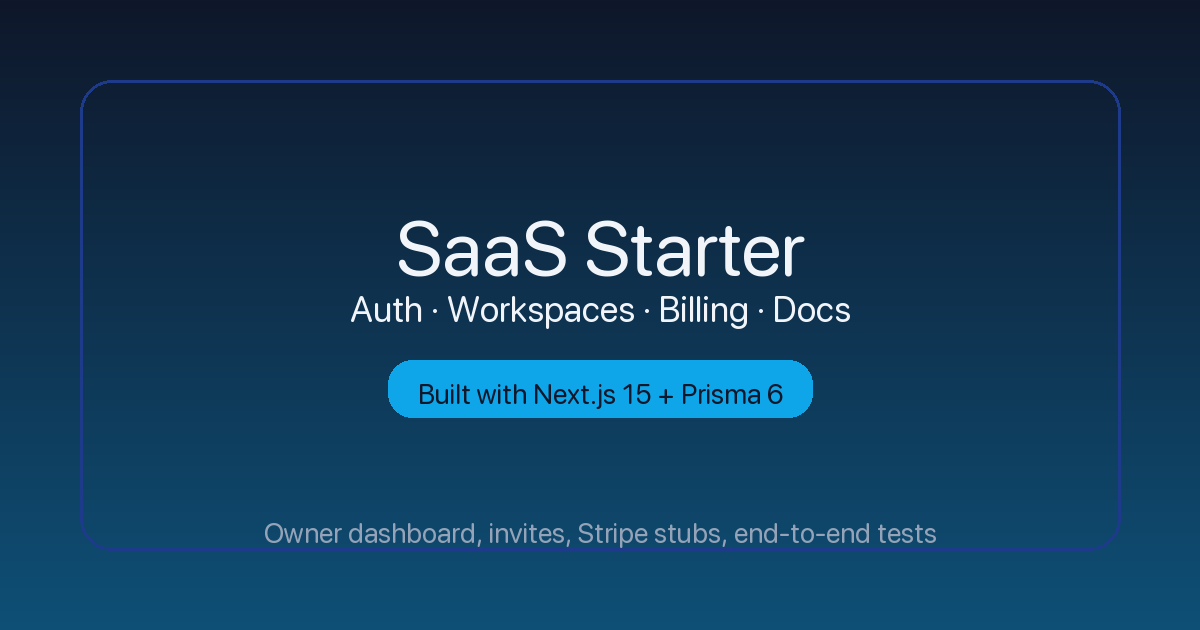 SaaS Starter
Auth · Workspaces · Billing · Docs
Built with Next.js 15 + Prisma 6
Owner dashboard, invites, Stripe stubs, end-to-end tests